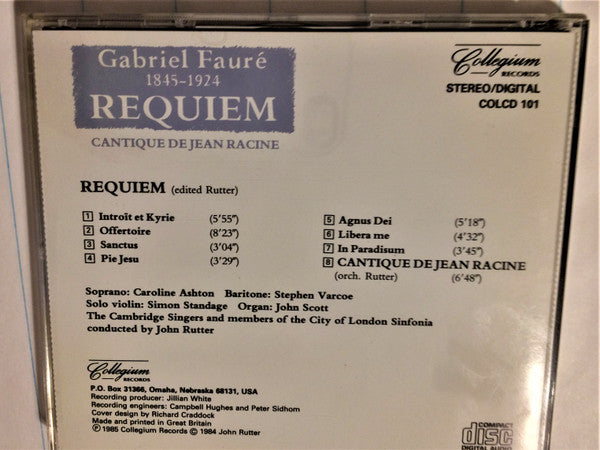 Gabriel Fauré
1845-1924
REQUIEM
CANTIQUE DE JEAN RACINE
Collegium
RECORDS
STEREO/DIGITAL
COLCD 101
REQUIEM (edited Rutter)
1 Introït et Kyrie (5'55")
2 Offertoire (8'23")
3 Sanctus (3'04")
4 Pie Jesu (3'29")
5 Agnus Dei (5'18")
6 Libera me (4'32")
7 In Paradisum (3'45")
8 CANTIQUE DE JEAN RACINE
(orch. Rutter) (6'48")
Soprano: Caroline Ashton Baritone: Stephen Varcoe
Solo violin: Simon Standage Organ: John Scott
The Cambridge Singers and members of the City of London Sinfonia
conducted by John Rutter
Collegium
RECORDS
P.O. Box 31366, Omaha, Nebraska 68131, USA
Recording producer: Jillian White
Recording engineers: Campbell Hughes and Peter Sidhom
Cover design by Richard Craddock
Made and printed in Great Britain
℗ 1985 Collegium Records © 1984 John Rutter
COMPACT
disc
DIGITAL AUDIO